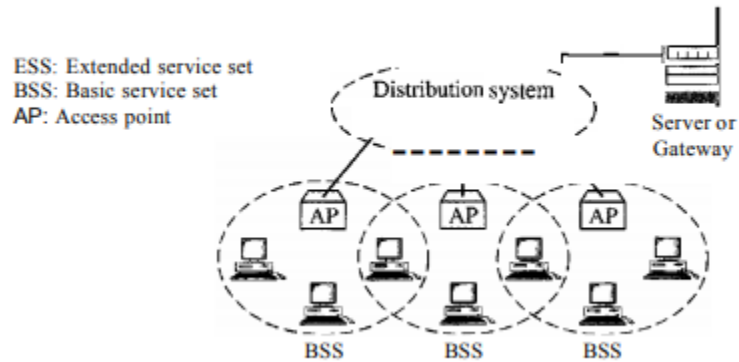 ESS: Extended service set
BSS: Basic service set
AP: Access point
Distribution system
Server or
Gateway
AP
AP
AP
BSS
BSS
BSS